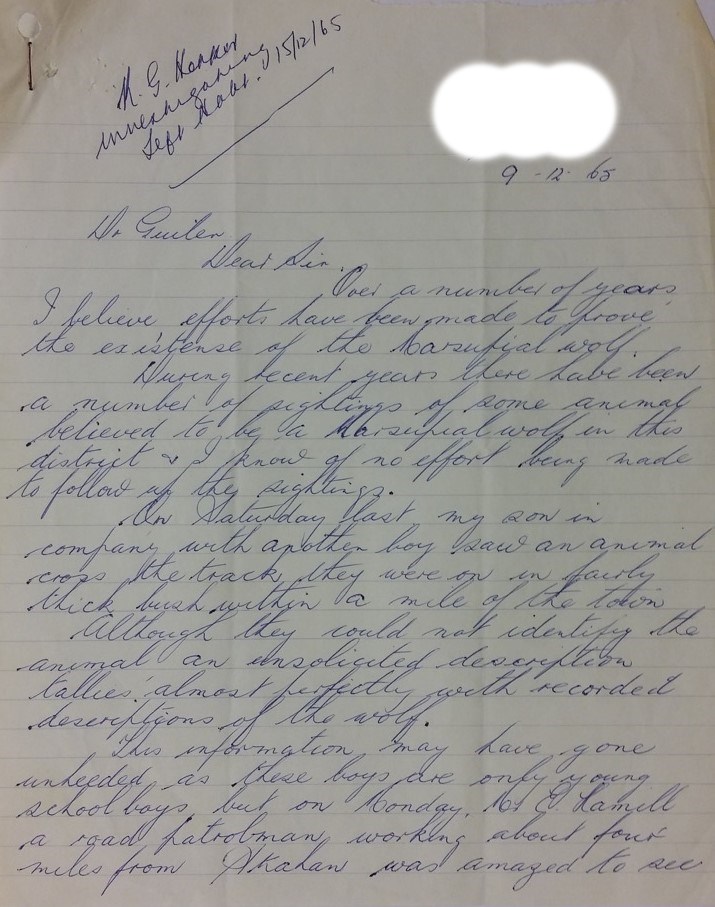 M. G. Harper
investigating
Left Hobt. 15/12/65
9-12-65
Dr Guiler
Dear Sir.
Over a number of years
I believe efforts have been made to prove
the existense of the Marsupial wolf.
During recent years there have been
a number of sightings of some animal
believed to be a Marsupial wolf in this
district & I know of no effort being made
to follow up the sightings.
On Saturday last my son in
company with another boy saw an animal
cross the track they were on in fairly
thick bush within a mile of the town
Although they could not identify the
animal an unsolicited description
tallies almost perfectly with recorded
descriptions of the wolf.
This information may have gone
unheeded as these boys are only young
school boys, but on Monday, Mr E.
a road patrolman working about four
miles from was amazed to see